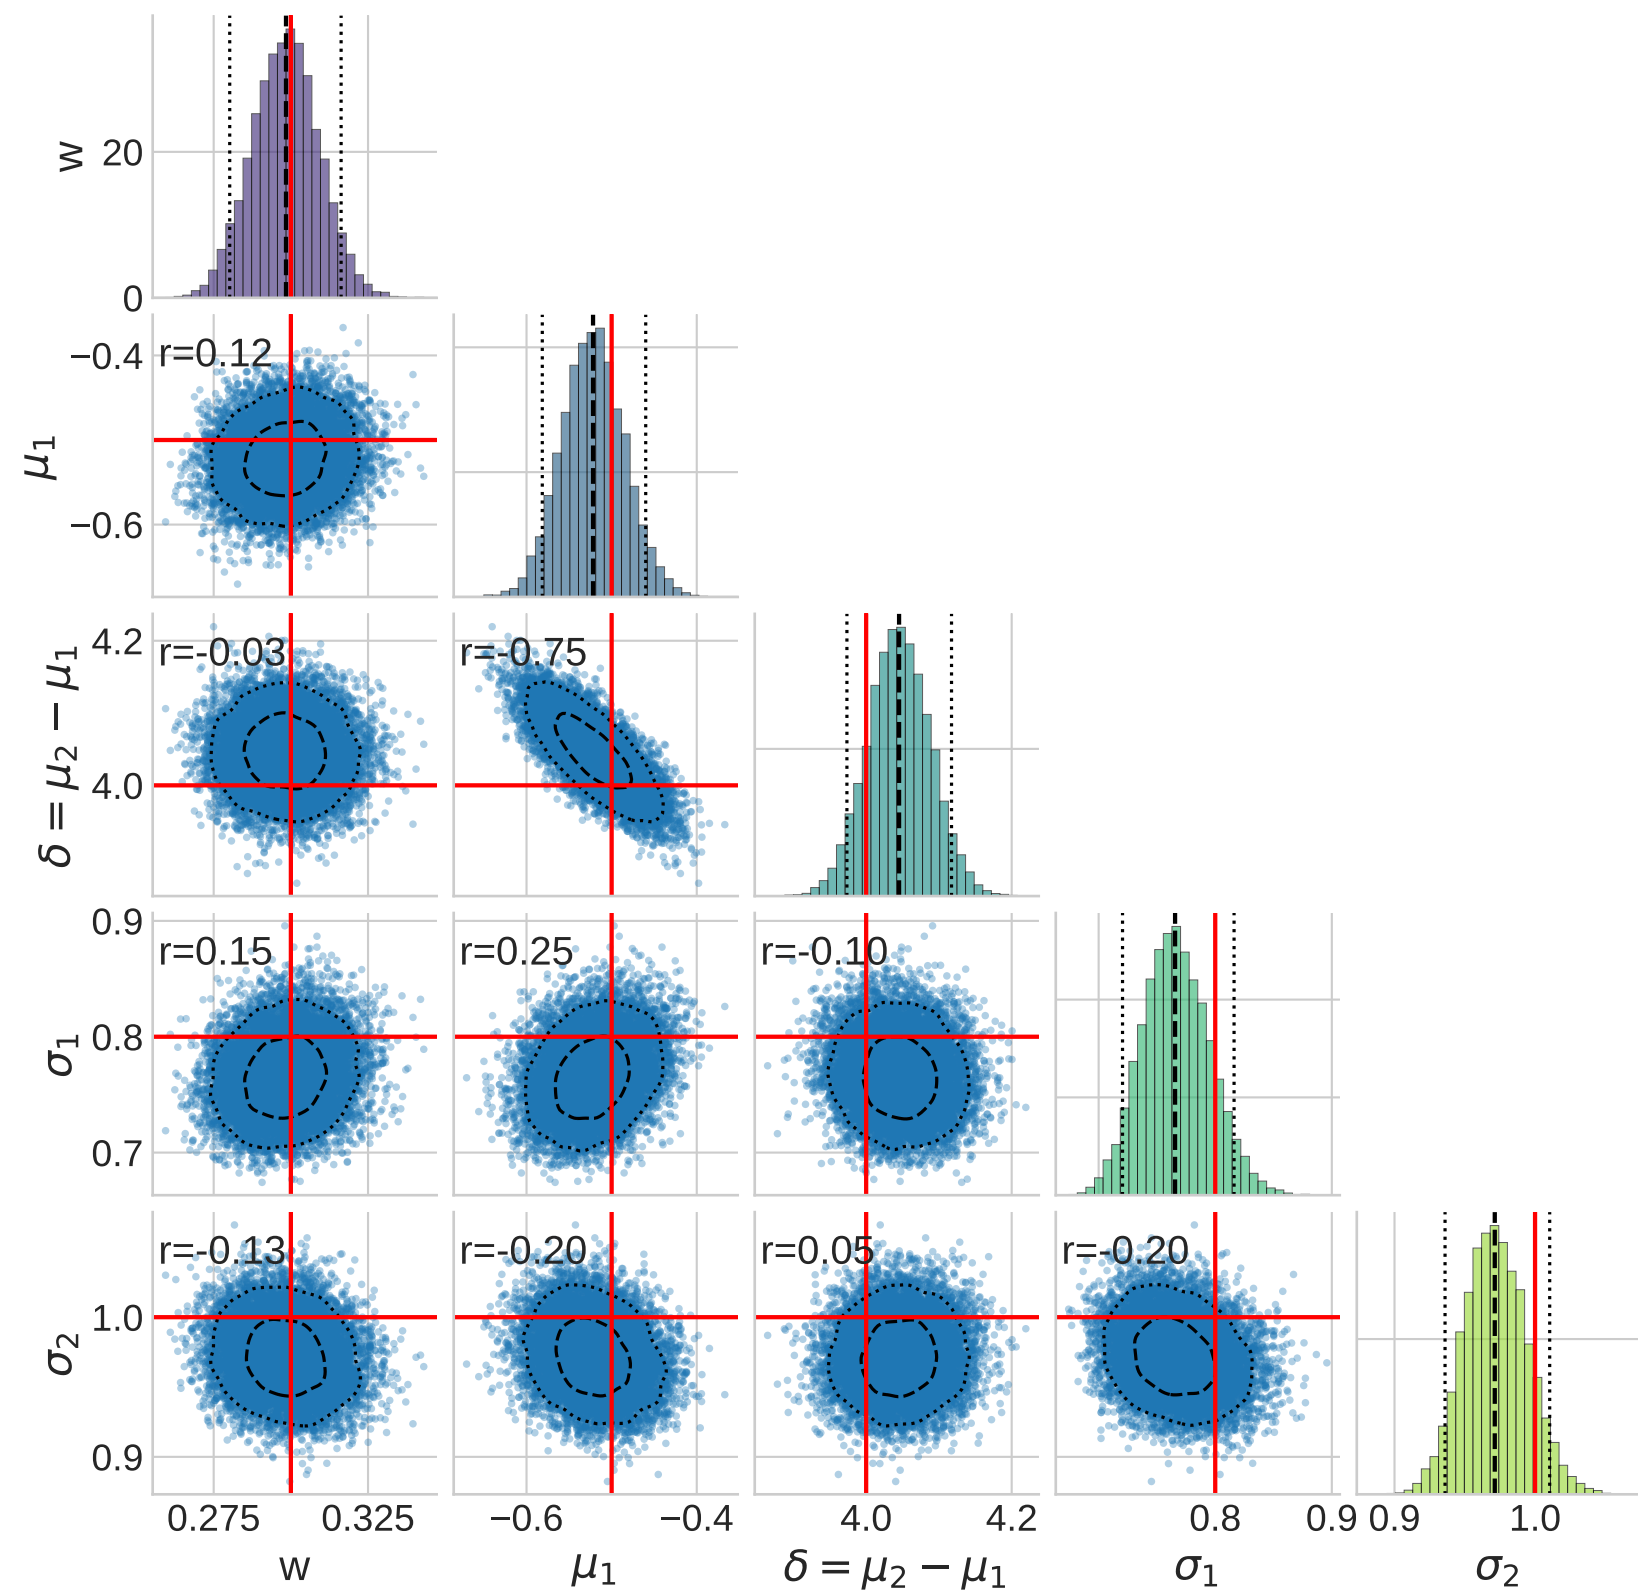 w
20
0
r=0.12
−0.4
μ₁
−0.6
r=-0.03
r=-0.75
4.2
δ = μ₂ − μ₁
4.0
0.9
r=0.15
r=0.25
r=-0.10
σ₁
0.8
0.7
r=-0.13
r=-0.20
r=0.05
r=-0.20
σ₂
1.0
0.9
0.275 0.325 −0.6 −0.4 4.0 4.2 0.8 0.9 0.9 1.0
w μ₁ δ = μ₂ − μ₁ σ₁ σ₂